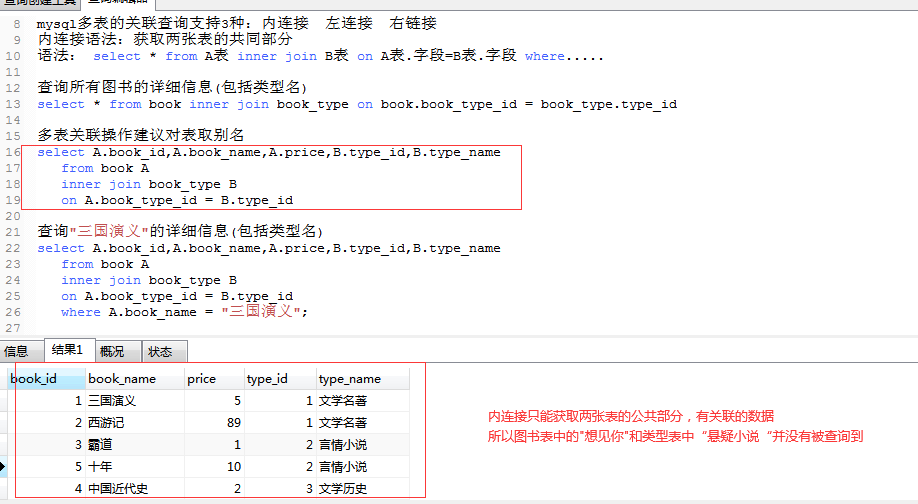 查询创建工具 查询编辑器
8 mysql多表的关联查询支持3种：内连接 左连接 右链接
9 内连接语法：获取两张表的共同部分
10 语法： select * from A表 inner join B表 on A表.字段=B表.字段 where.....
11
12 查询所有图书的详细信息(包括类型名)
13 select * from book inner join book_type on book.book_type_id = book_type.type_id
14
15 多表关联操作建议对表取别名
16 select A.book_id,A.book_name,A.price,B.type_id,B.type_name
17 from book A
18 inner join book_type B
19 on A.book_type_id = B.type_id
20
21 查询"三国演义"的详细信息(包括类型名)
22 select A.book_id,A.book_name,A.price,B.type_id,B.type_name
23 from book A
24 inner join book_type B
25 on A.book_type_id = B.type_id
26 where A.book_name = "三国演义";
27
信息 结果1 概况 状态
book_id book_name price type_id type_name
1 三国演义 5 1 文学名著
2 西游记 89 1 文学名著
3 霸道 1 2 言情小说
5 十年 10 2 言情小说
4 中国近代史 2 3 文学历史
内连接只能获取两张表的公共部分，有关联的数据
所以图书表中的"想见你"和类型表中“悬疑小说“并没有被查询到